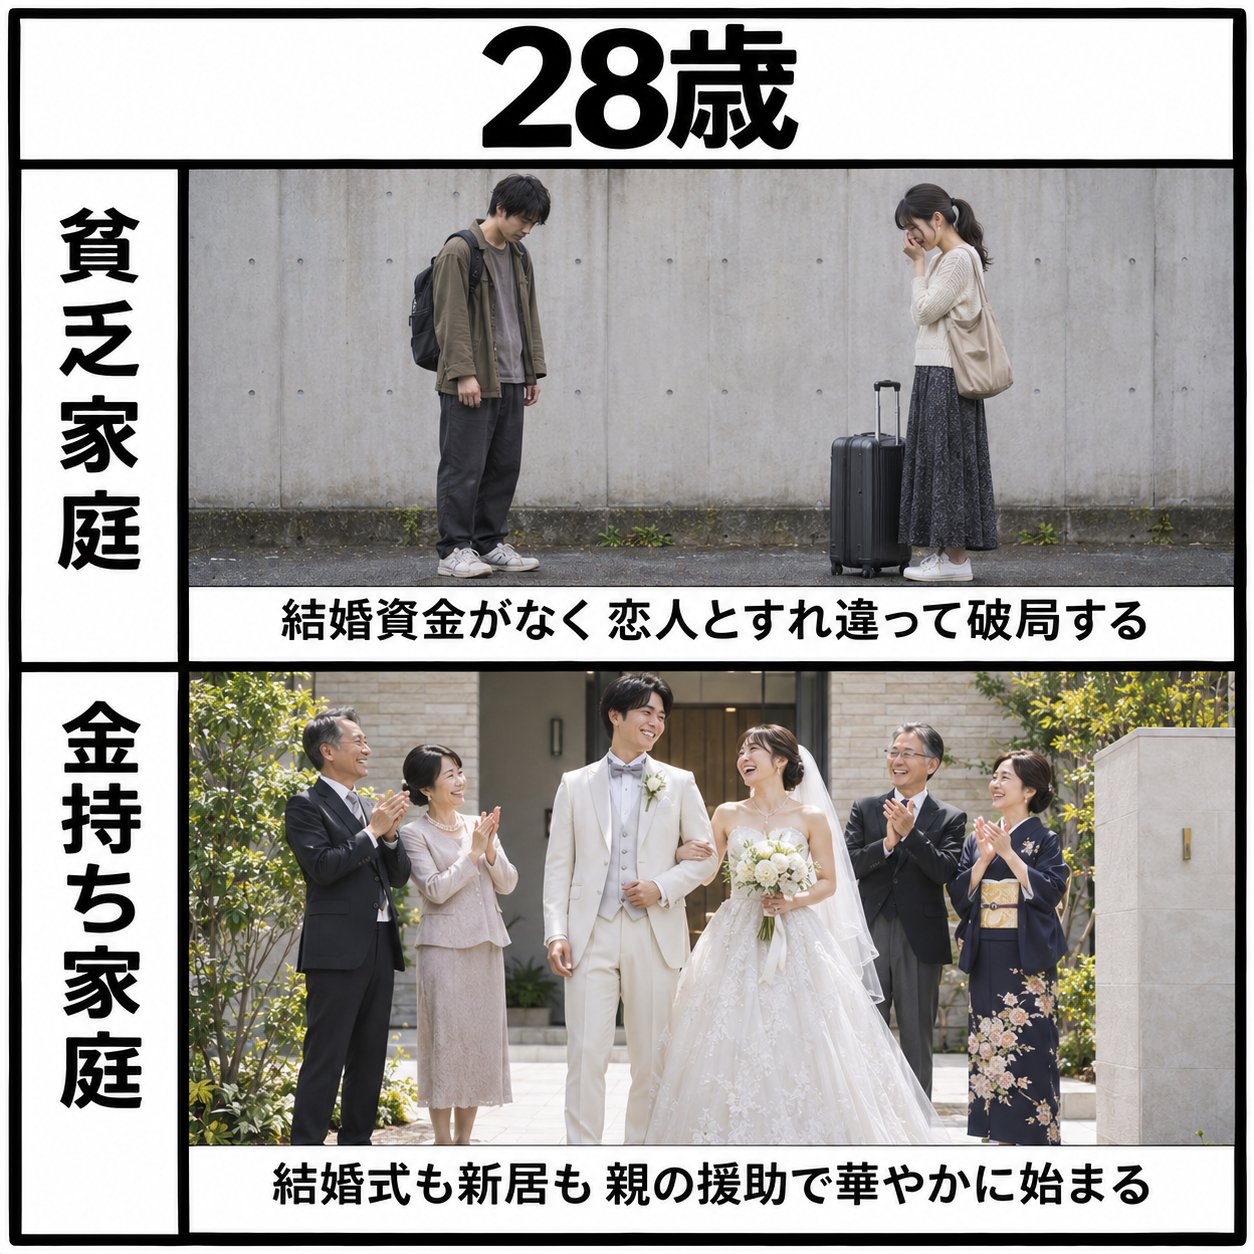 28歳
貧乏家庭
結婚資金がなく 恋人とすれ違って破局する
金持ち家庭
結婚式も新居も 親の援助で華やかに始まる